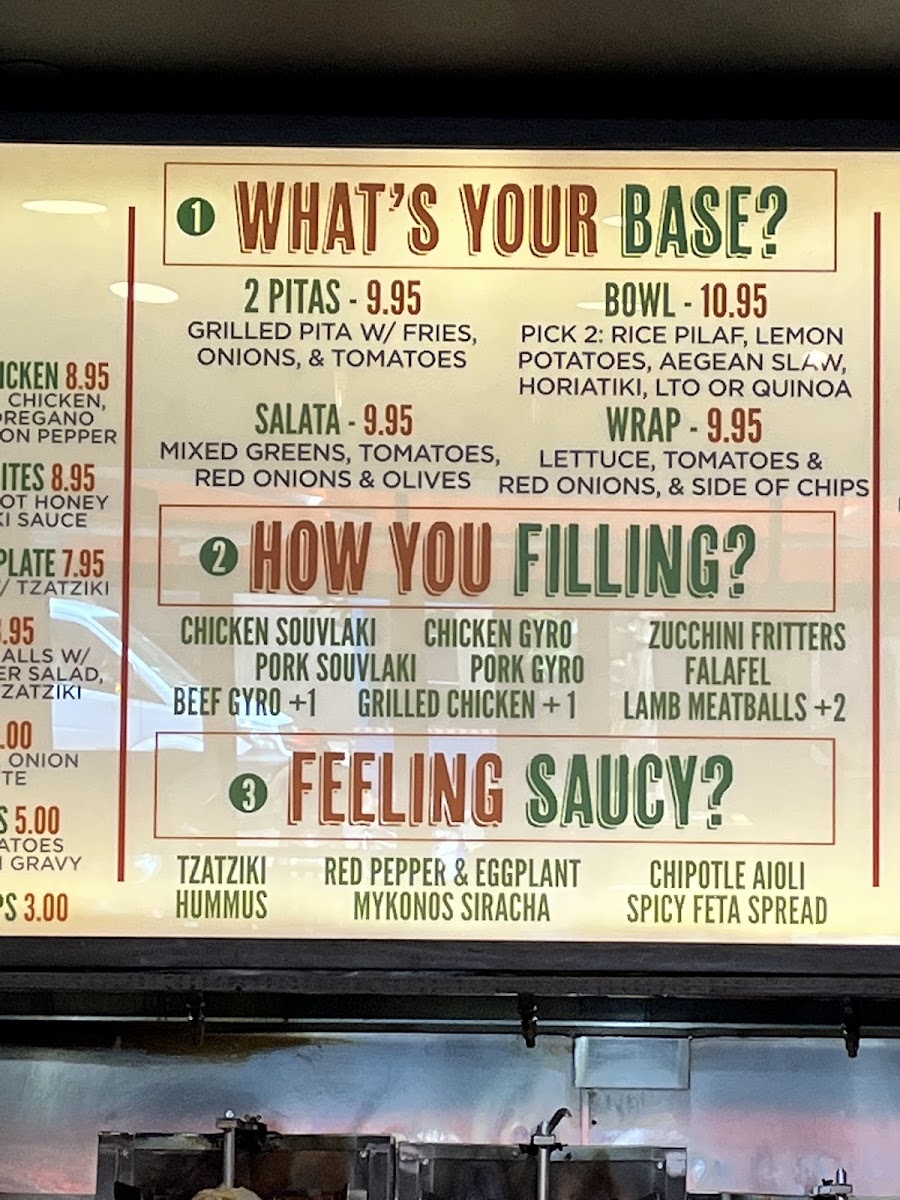 1 WHAT'S YOUR BASE?
2 PITAS - 9.95
GRILLED PITA W/ FRIES,
ONIONS, & TOMATOES
BOWL - 10.95
PICK 2: RICE PILAF, LEMON
POTATOES, AEGEAN SLAW,
HORIATIKI, LTO OR QUINOA
SALATA - 9.95
MIXED GREENS, TOMATOES,
RED ONIONS & OLIVES
WRAP - 9.95
LETTUCE, TOMATOES &
RED ONIONS, & SIDE OF CHIPS
2 HOW YOU FILLING?
CHICKEN SOUVLAKI CHICKEN GYRO ZUCCHINI FRITTERS
PORK SOUVLAKI PORK GYRO FALAFEL
BEEF GYRO +1 GRILLED CHICKEN + 1 LAMB MEATBALLS +2
3 FEELING SAUCY?
TZATZIKI RED PEPPER & EGGPLANT CHIPOTLE AIOLI
HUMMUS MYKONOS SIRACHA SPICY FETA SPREAD
ICKEN 8.95
CHICKEN,
OREGANO
ON PEPPER
ITES 8.95
OT HONEY
KI SAUCE
PLATE 7.95
/ TZATZIKI
.95
ALLS W/
ER SALAD,
ZATZIKI
.00
ONION
TE
S 5.00
ATOES
GRAVY
PS 3.00